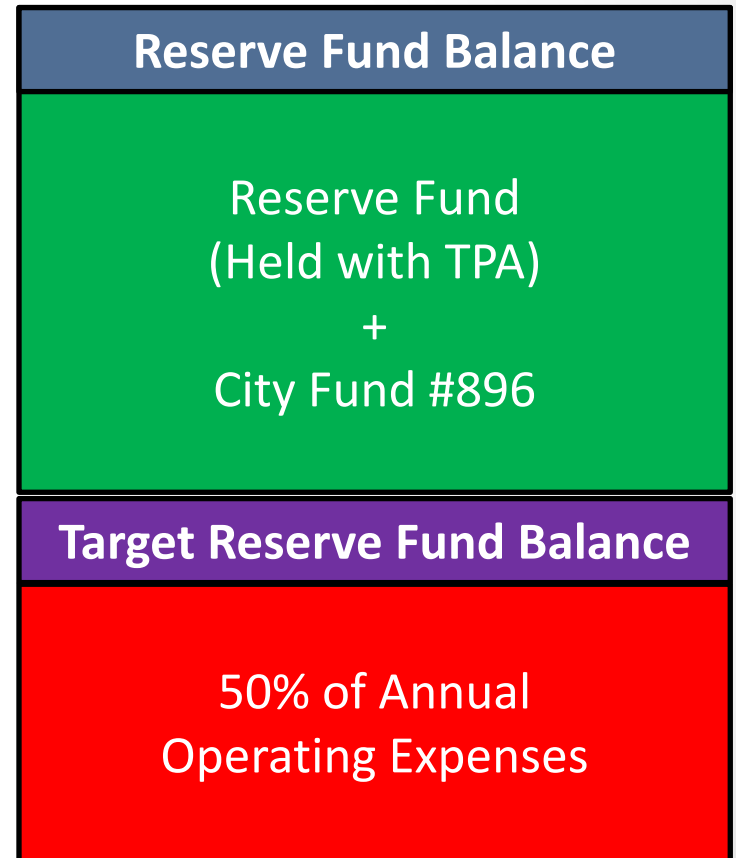 Reserve Fund Balance
Reserve Fund
(Held with TPA)
+
City Fund #896
Target Reserve Fund Balance
50% of Annual
Operating Expenses